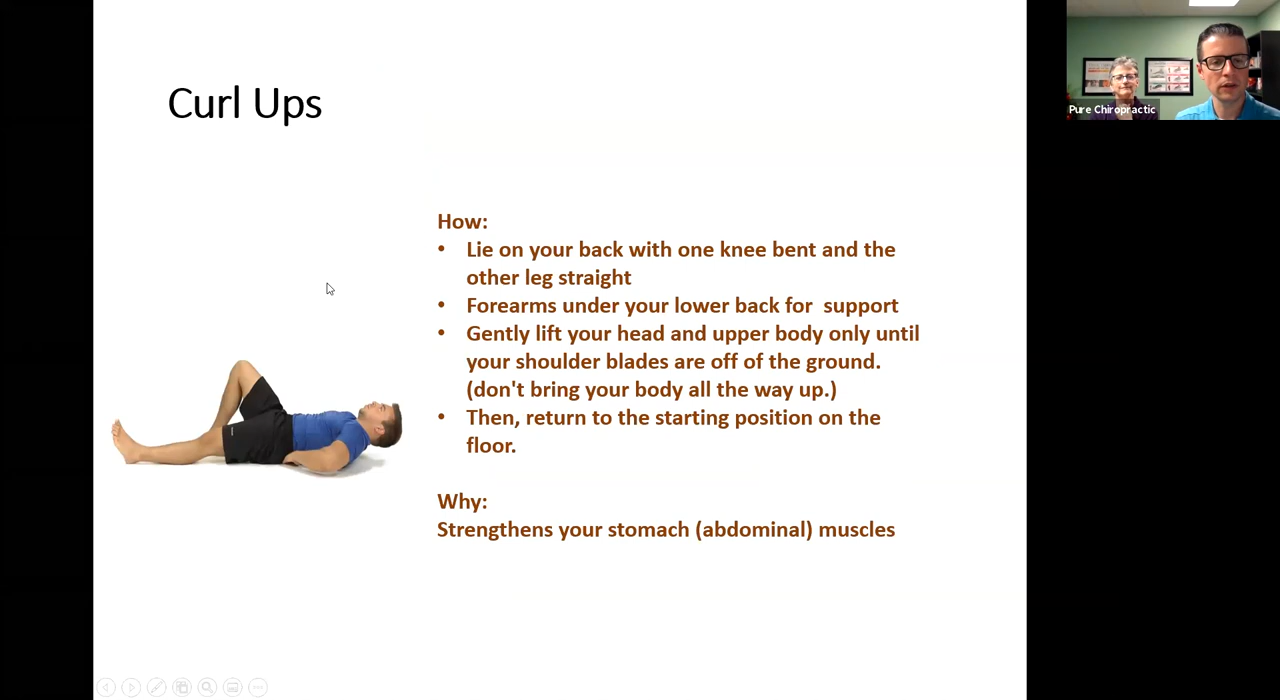 Curl Ups
Pure Chiropractic
How:
• Lie on your back with one knee bent and the
other leg straight
• Forearms under your lower back for  support
• Gently lift your head and upper body only until
your shoulder blades are off of the ground.
(don't bring your body all the way up.)
• Then, return to the starting position on the
floor.
Why:
Strengthens your stomach (abdominal) muscles